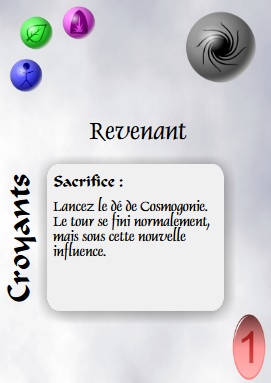 Revenant
Croyants
Sacrifice :
Lancez le dé de Cosmogonie.
Le tour se fini normalement,
mais sous cette nouvelle
influence.
1